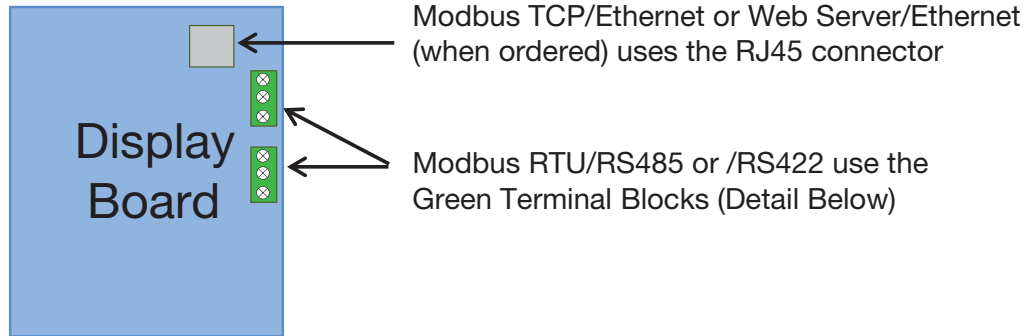 Modbus TCP/Ethernet or Web Server/Ethernet
(when ordered) uses the RJ45 connector
Display
Board
Modbus RTU/RS485 or /RS422 use the
Green Terminal Blocks (Detail Below)